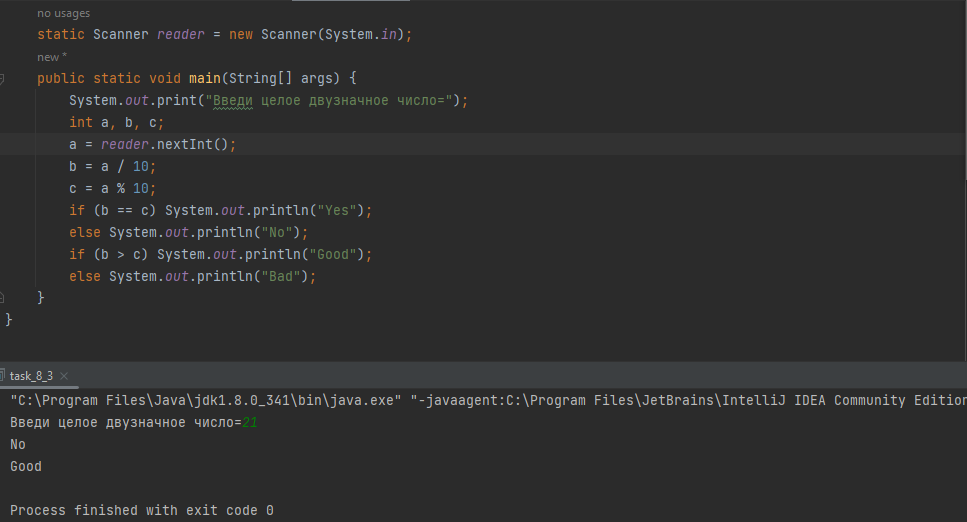 no usages
static Scanner reader = new Scanner(System.in);
new *
public static void main(String[] args) {
System.out.print("Введи целое двузначное число=");
int a, b, c;
a = reader.nextInt();
b = a / 10;
c = a % 10;
if (b == c) System.out.println("Yes");
else System.out.println("No");
if (b > c) System.out.println("Good");
else System.out.println("Bad");
}
}
task_8_3
"C:\Program Files\Java\jdk1.8.0_341\bin\java.exe" "-javaagent:C:\Program Files\JetBrains\IntelliJ IDEA Community Edition
Введи целое двузначное число=21
No
Good
Process finished with exit code 0